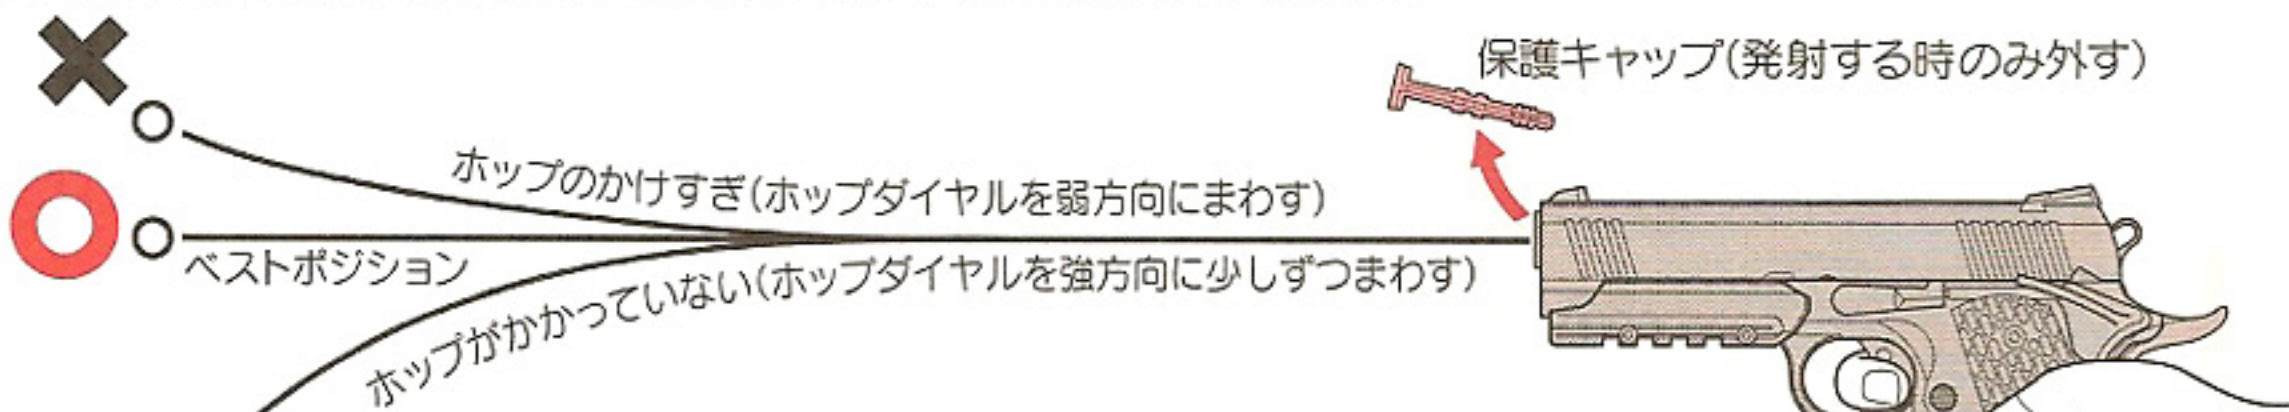 保護キャップ(発射する時のみ外す)
ホップのかけすぎ(ホップダイヤルを弱方向にまわす)
ベストポジション
ホップがかかっていない(ホップダイヤルを強方向に少しずつまわす)